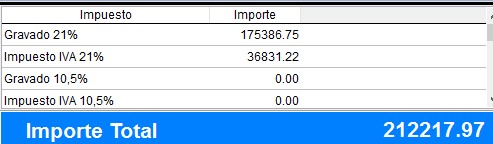 Impuesto Importe
Gravado 21% 175386.75
Impuesto IVA 21% 36831.22
Gravado 10,5% 0.00
Impuesto IVA 10,5% 0.00
Importe Total 212217.97